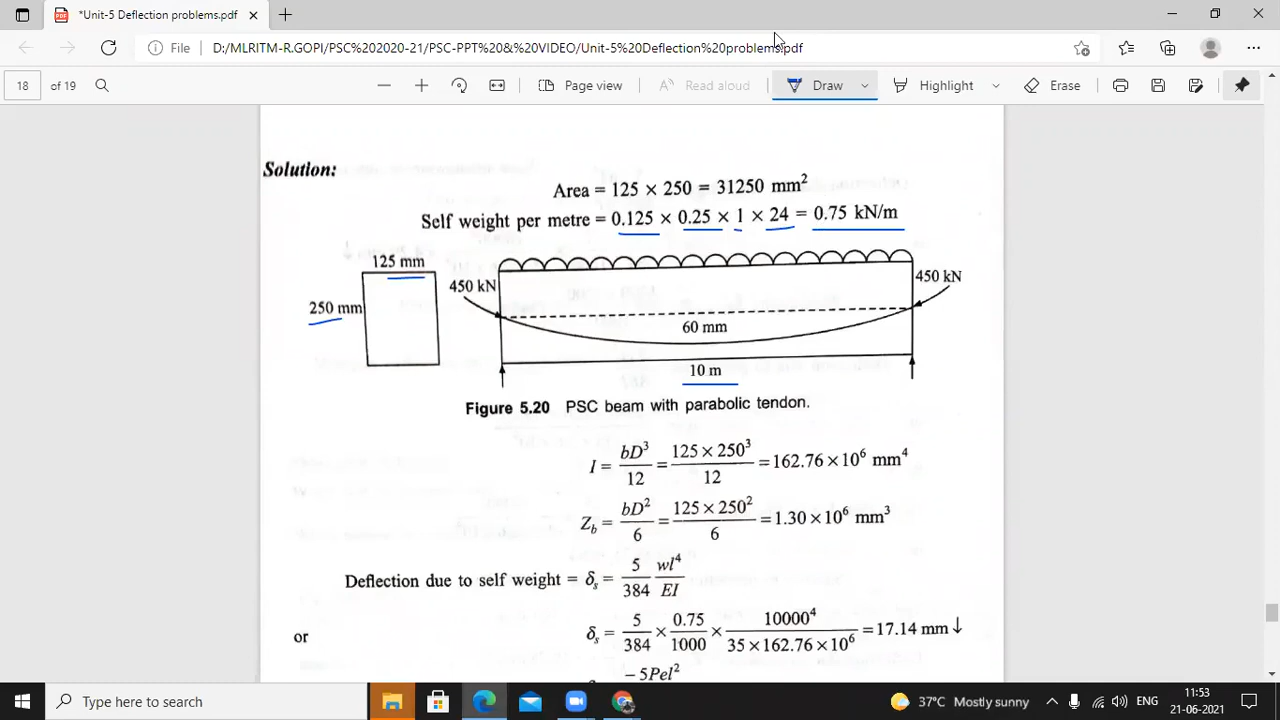 *Unit-5 Deflection problems.pdf
File
D:/MLRITM-R.GOPI/PSC%202020-21/PSC-PPT%20&%20VIDEO/Unit-5%20Deflection%20problems.pdf
18 of 19
Page view
Read aloud
Draw
Highlight
Erase
Solution:
Area = 125 × 250 = 31250 mm²
Self weight per metre = 0.125 × 0.25 × 1 × 24 = 0.75 kN/m
125 mm
250 mm
450 kN
450 kN
60 mm
10 m
Figure 5.20 PSC beam with parabolic tendon.
I = bD³/12 = 125 × 250³/12 = 162.76 × 10⁶ mm⁴
Z_b = bD²/6 = 125 × 250²/6 = 1.30 × 10⁶ mm³
Deflection due to self weight = δ_s = 5/384 wl⁴/EI
or δ_s = 5/384 × 0.75/1000 × 10000⁴/35 × 162.76 × 10⁶ = 17.14 mm ↓
−5Pel²
Type here to search
37°C Mostly sunny
ENG
11:53
21-06-2021